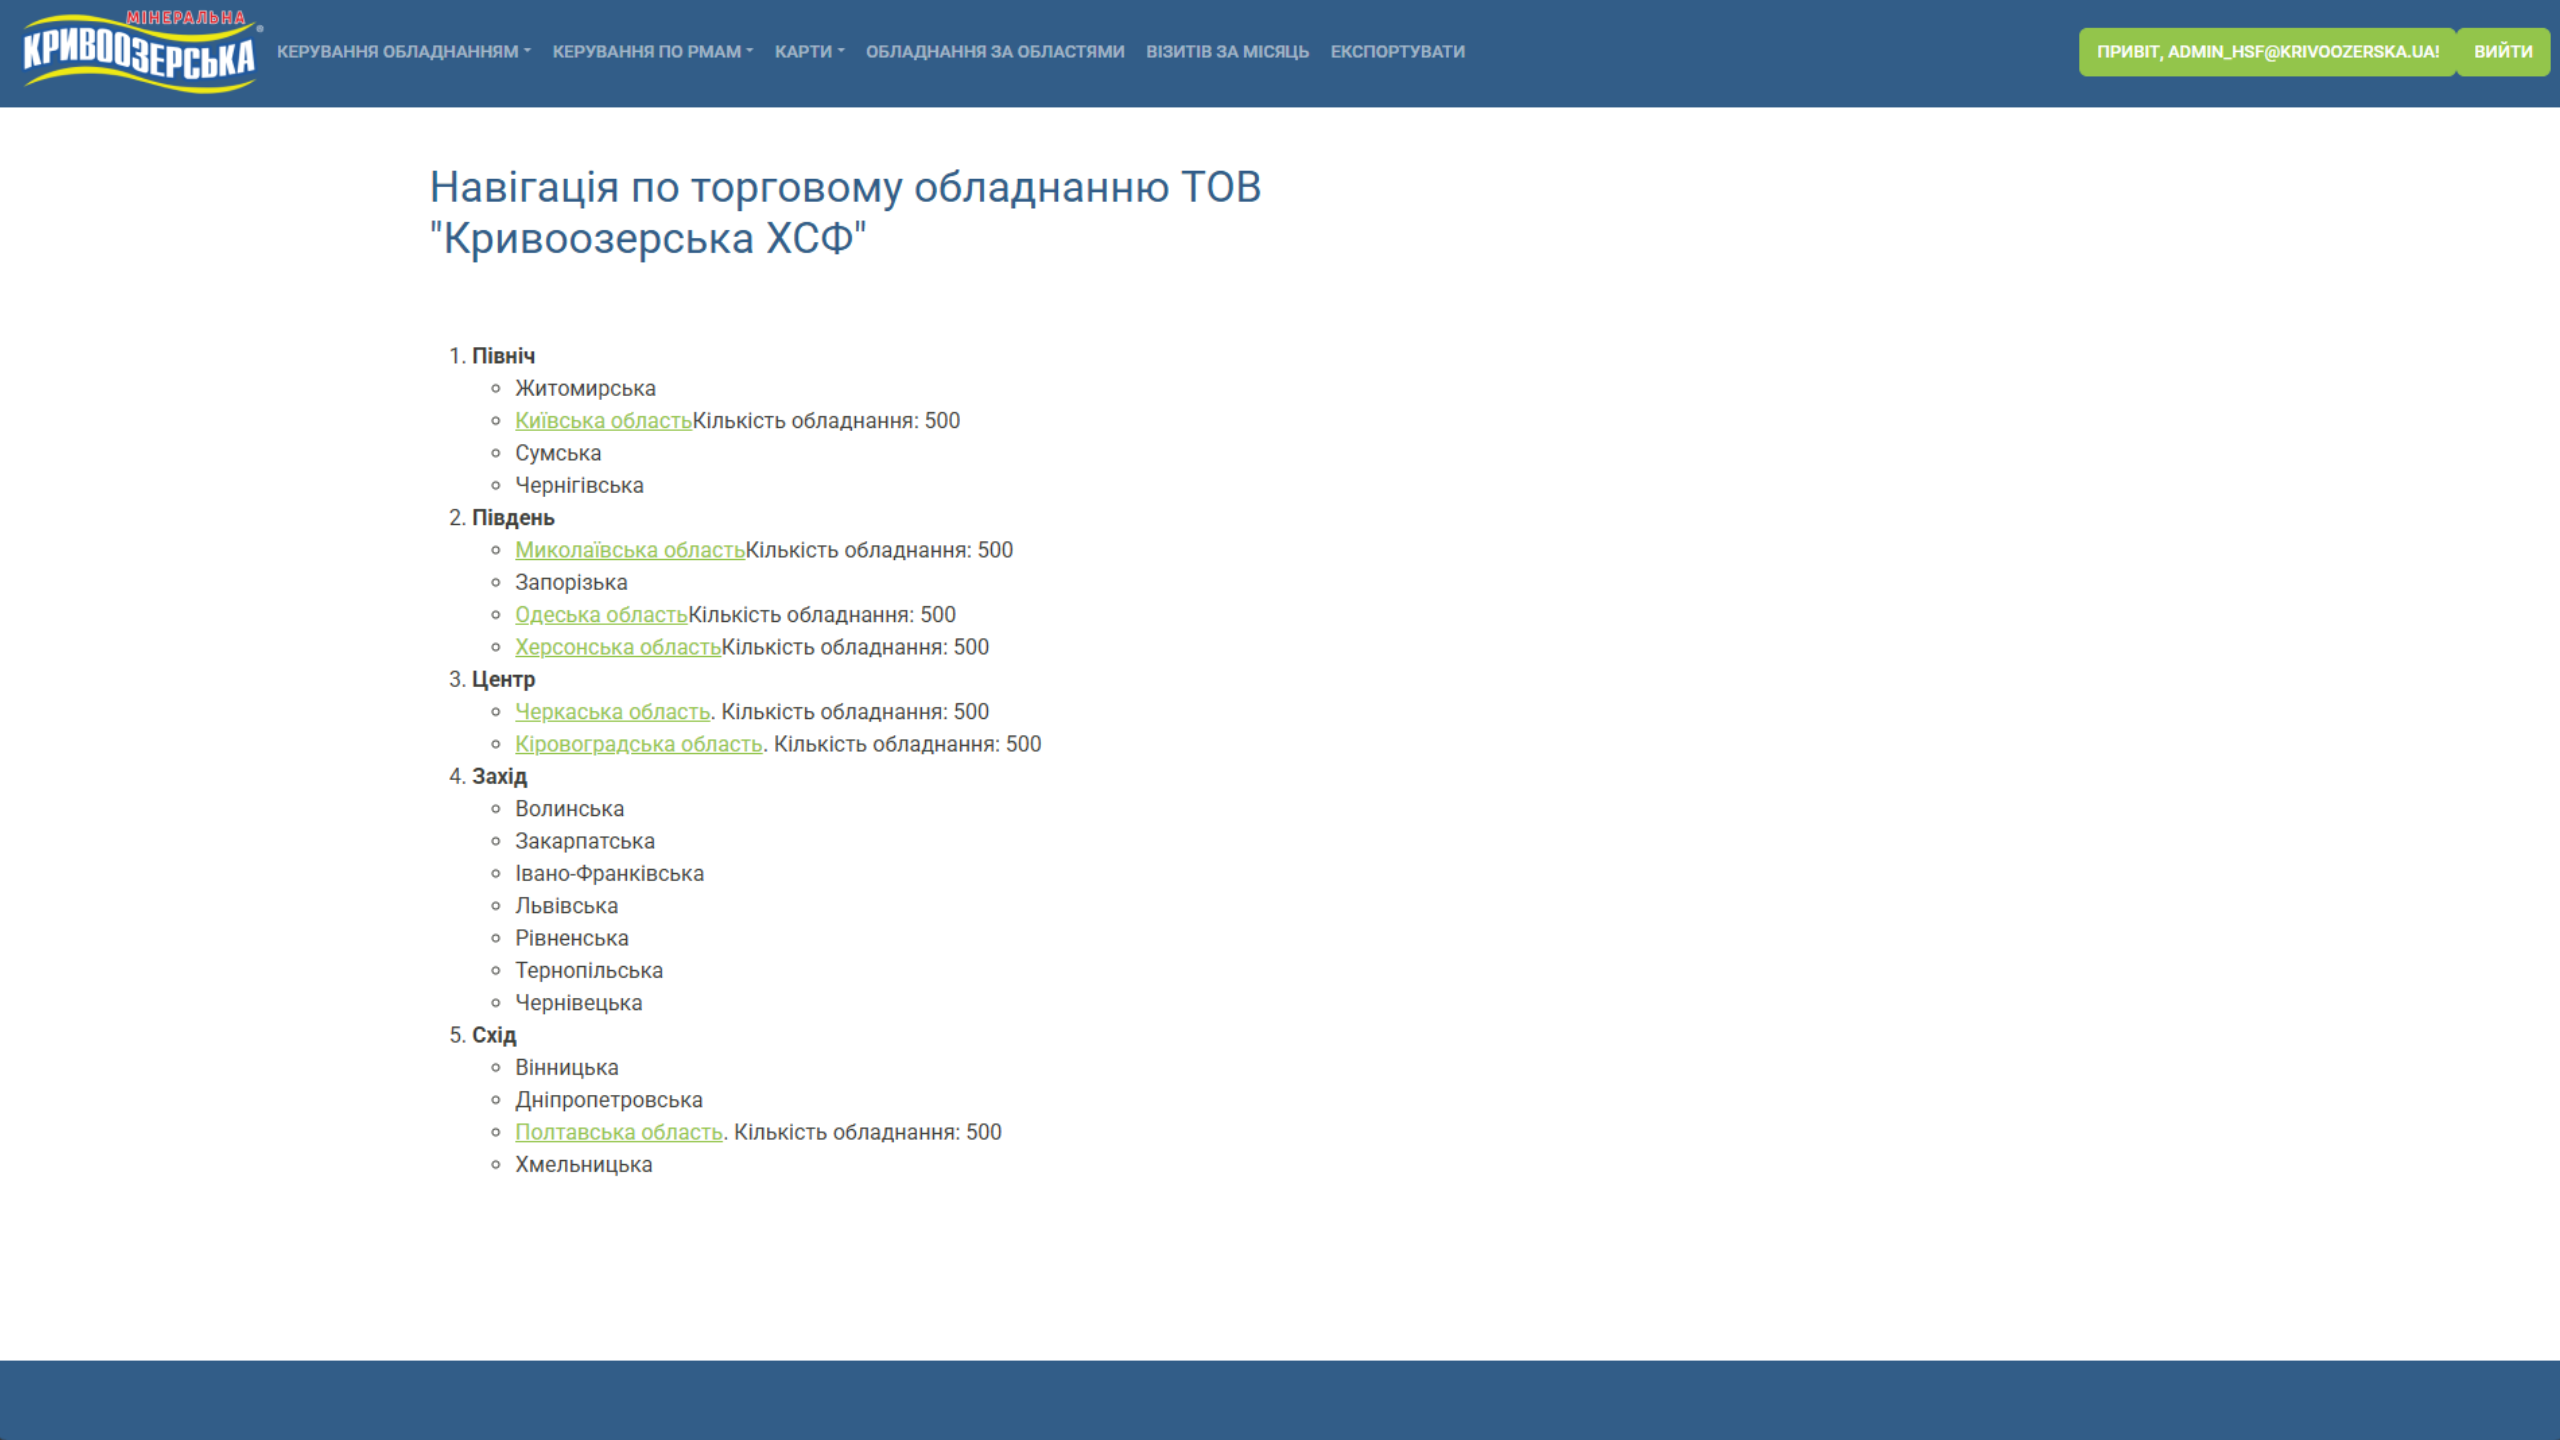 МІНЕРАЛЬНА
КРИВООЗЕРСЬКА®
КЕРУВАННЯ ОБЛАДНАННЯМ КЕРУВАННЯ ПО РМАМ КАРТИ ОБЛАДНАННЯ ЗА ОБЛАСТЯМИ ВІЗИТІВ ЗА МІСЯЦЬ ЕКСПОРТУВАТИ ПРИВІТ, ADMIN_HSF@KRIVOOZERSKA.UA! ВИЙТИ
Навігація по торговому обладнанню ТОВ
"Кривоозерська ХСФ"
1. Північ
Житомирська
Київська областьКількість обладнання: 500
Сумська
Чернігівська
2. Південь
Миколаївська областьКількість обладнання: 500
Запорізька
Одеська областьКількість обладнання: 500
Херсонська областьКількість обладнання: 500
3. Центр
Черкаська область. Кількість обладнання: 500
Кіровоградська область. Кількість обладнання: 500
4. Захід
Волинська
Закарпатська
Івано-Франківська
Львівська
Рівненська
Тернопільська
Чернівецька
5. Схід
Вінницька
Дніпропетровська
Полтавська область. Кількість обладнання: 500
Хмельницька